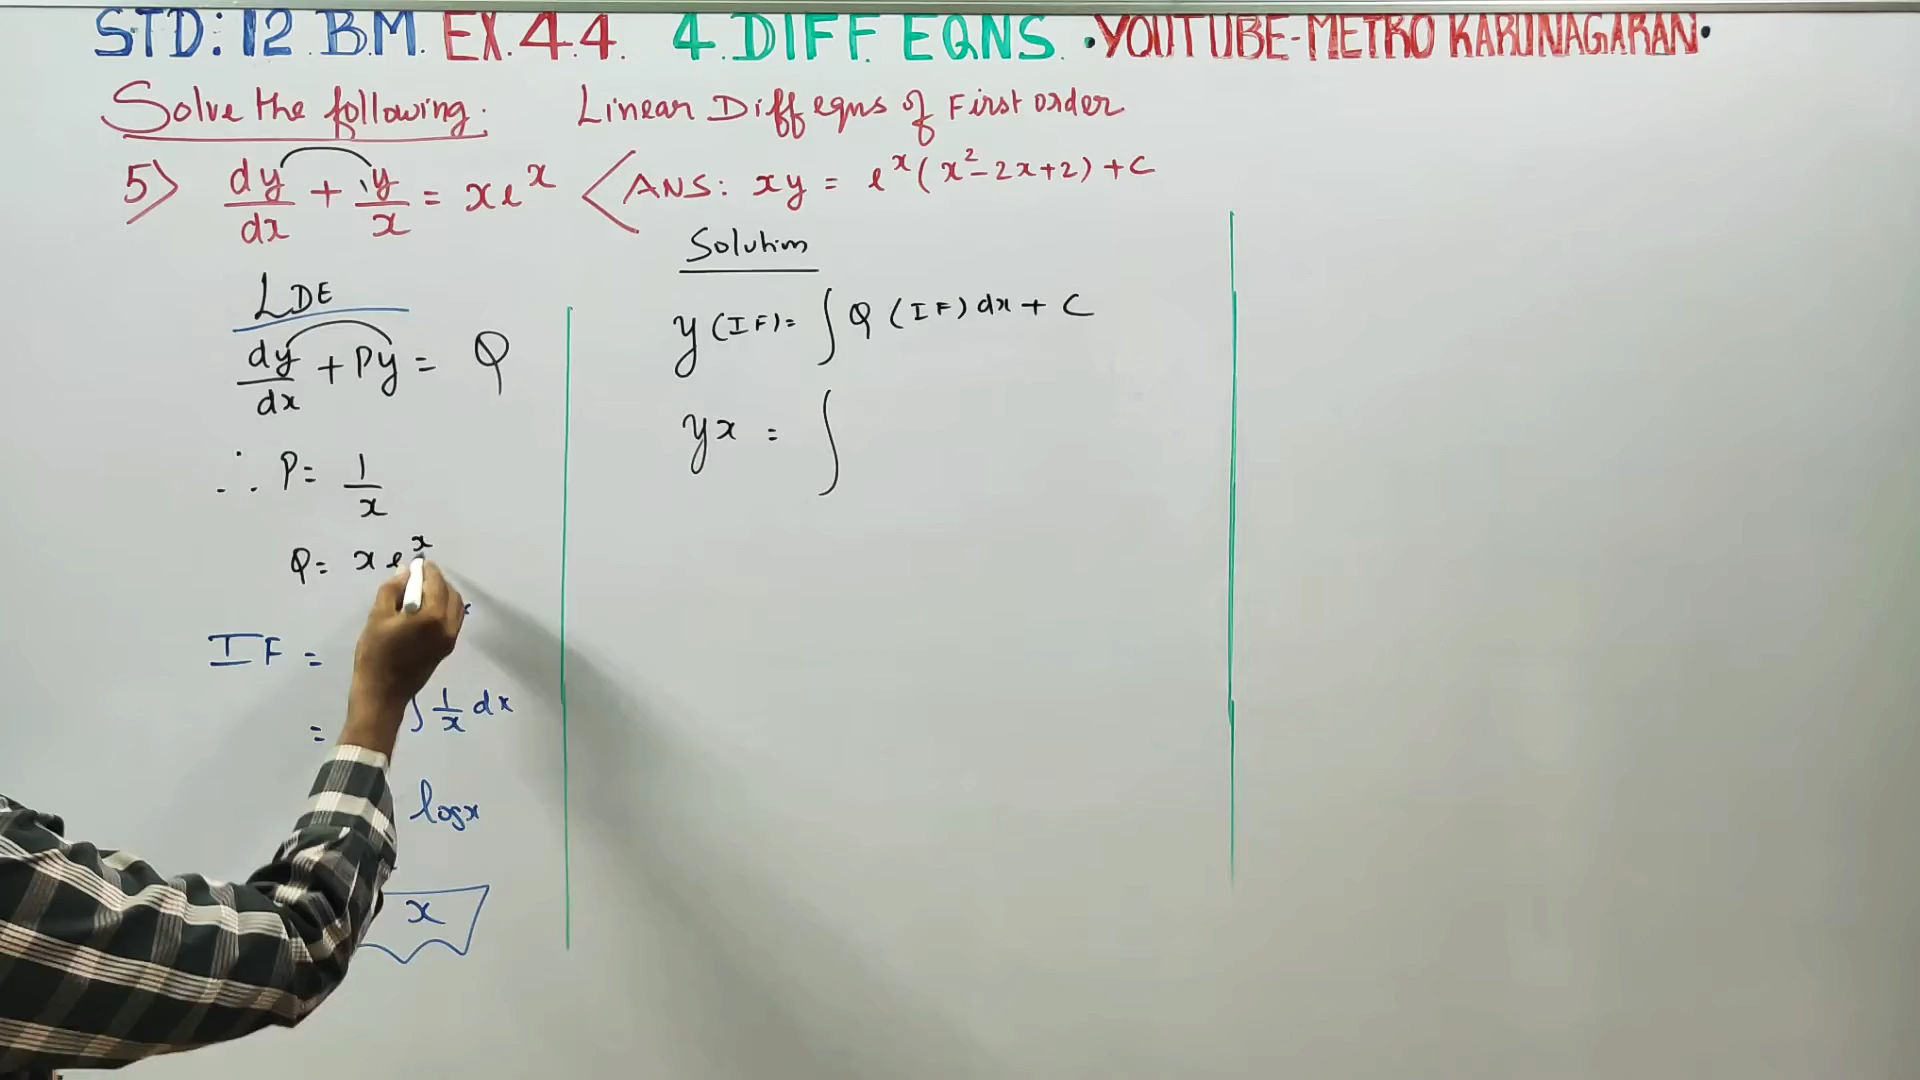 STD: 12 B.M. EX.4.4. 4. DIFF EQNS. •YOUTUBE-METRO KARUNAGARAN•
Solve the following. Linear Diff eqns of First order
5> dy/dx + 1y/x = xe^x < ANS: xy = e^x (x^2 - 2x + 2) + C
LDE
dy/dx + Py = Q
∴ P = 1/x
Q = x e^x
IF =
= ∫ 1/x dx
log x
x
Solution
y (IF) = ∫ Q (IF) dx + C
yx = ∫